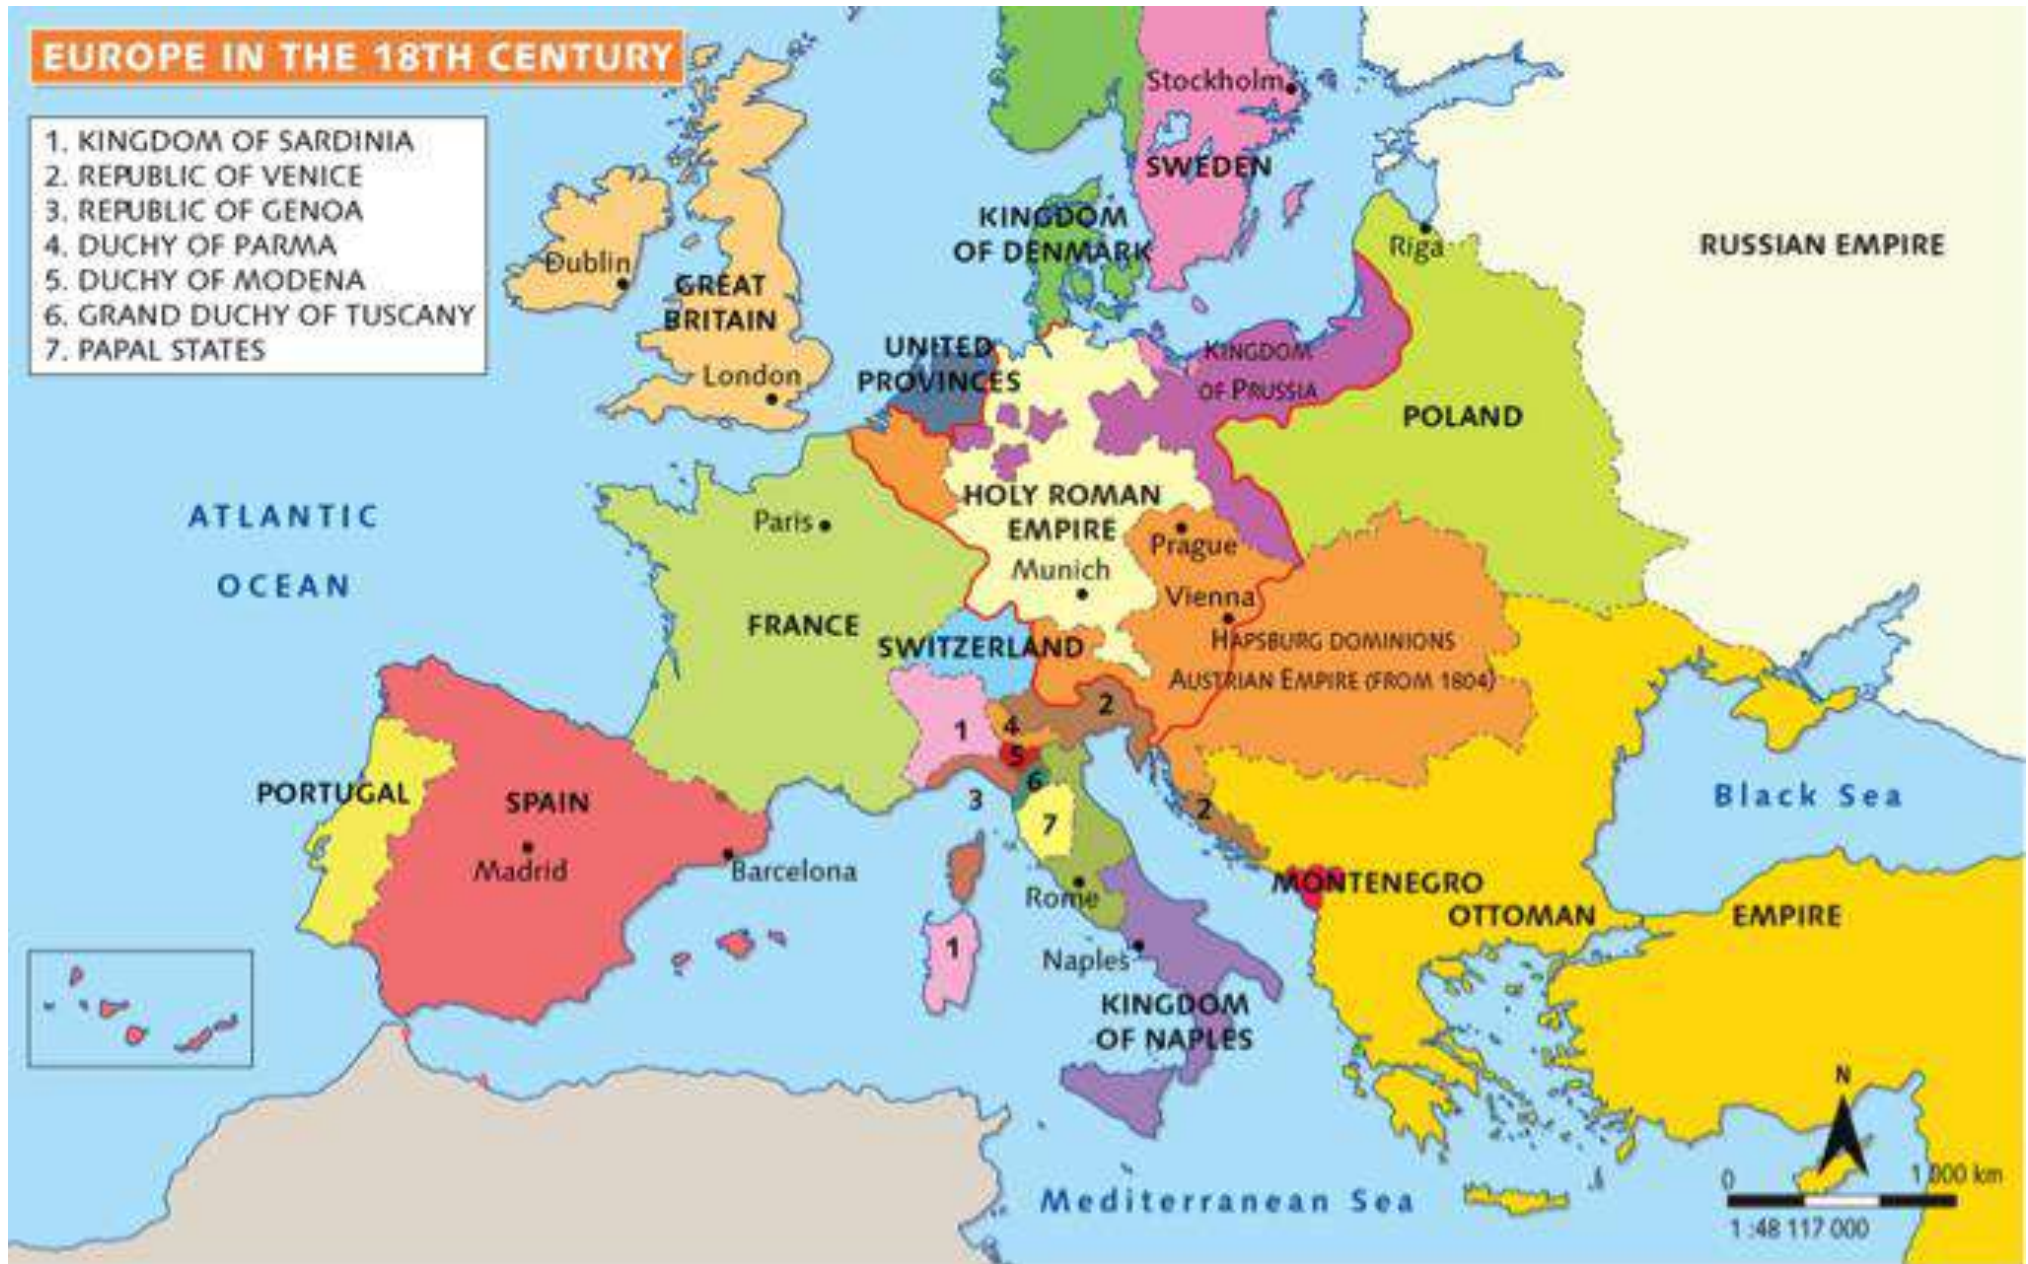 EUROPE IN THE 18TH CENTURY
1. KINGDOM OF SARDINIA
2. REPUBLIC OF VENICE
3. REPUBLIC OF GENOA
4. DUCHY OF PARMA
5. DUCHY OF MODENA
6. GRAND DUCHY OF TUSCANY
7. PAPAL STATES
Stockholm
SWEDEN
KINGDOM
OF DENMARK
Riga
RUSSIAN EMPIRE
Dublin
GREAT
BRITAIN
London
UNITED
PROVINCES
KINGDOM
OF PRUSSIA
POLAND
ATLANTIC
OCEAN
Paris
HOLY ROMAN
EMPIRE
Munich
Prague
Vienna
FRANCE
SWITZERLAND
HAPSBURG DOMINIONS
AUSTRIAN EMPIRE (FROM 1804)
1
2
4
5
6
3
7
2
1
PORTUGAL
SPAIN
Madrid
Barcelona
Rome
Naples
KINGDOM
OF NAPLES
MONTENEGRO
OTTOMAN EMPIRE
Black Sea
Mediterranean Sea
N
0 1 000 km
1 :48 117 000